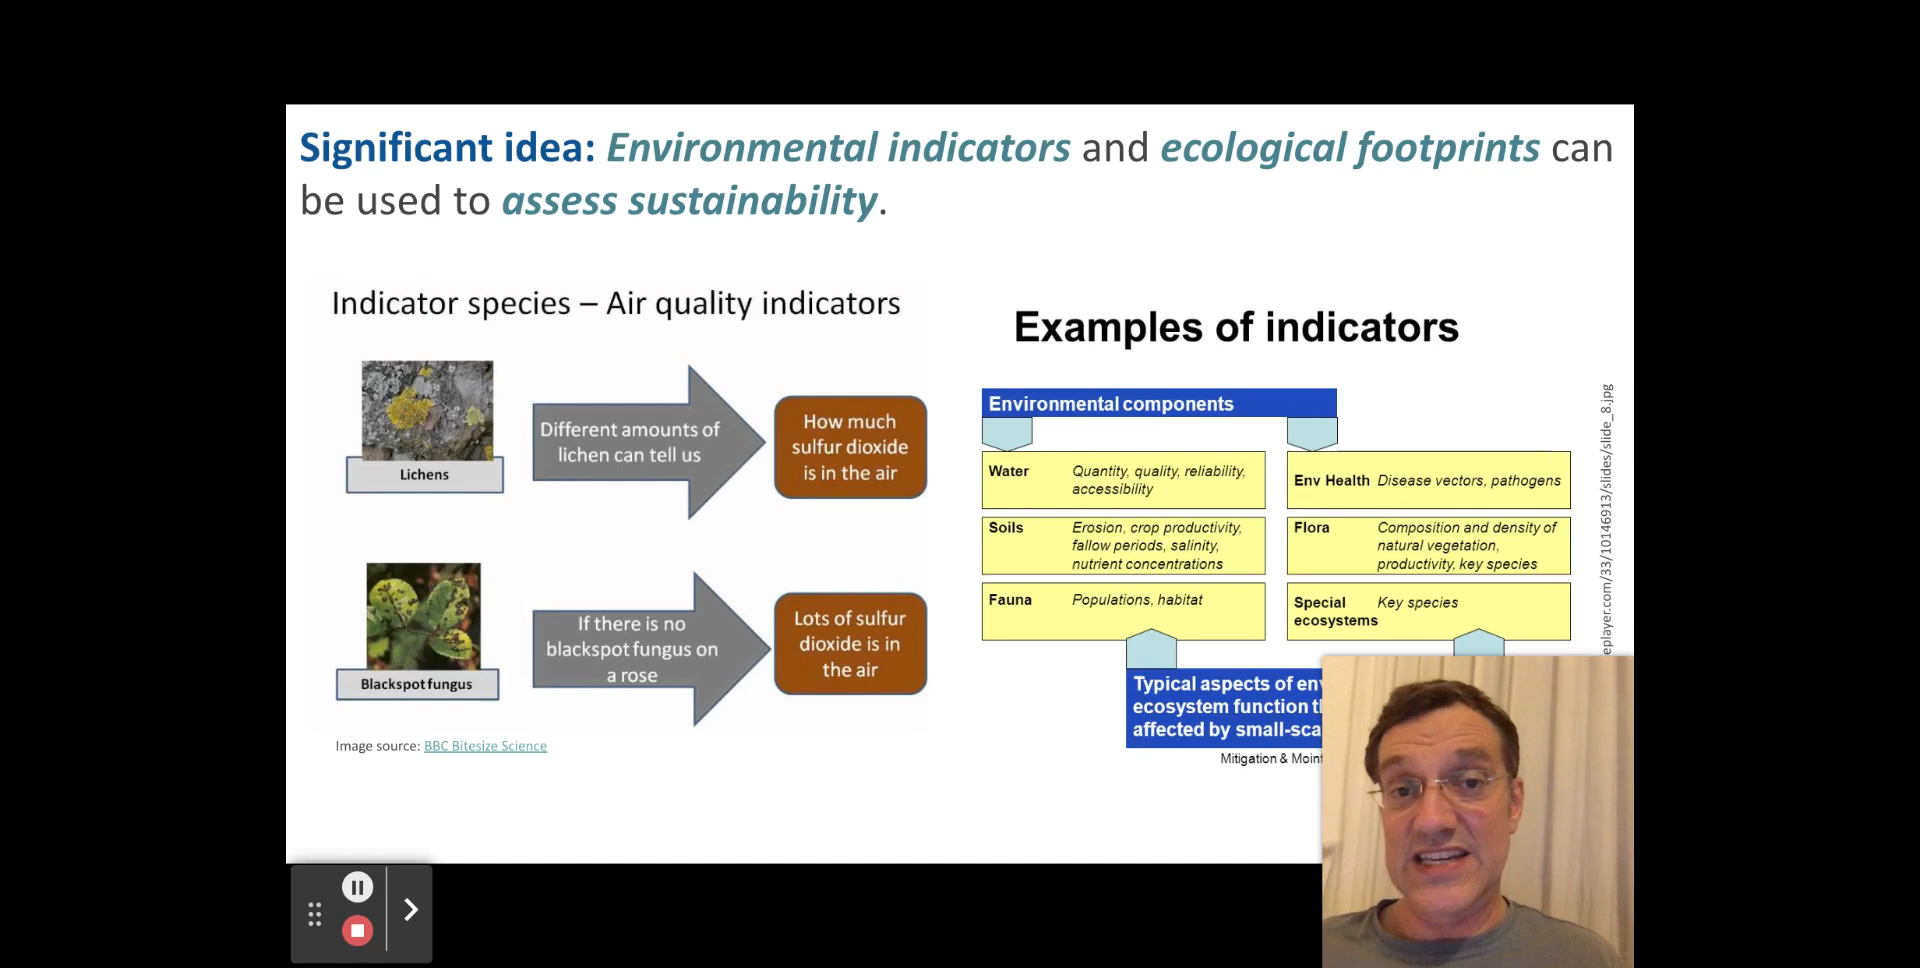 Significant idea: Environmental indicators and ecological footprints can
be used to assess sustainability.
Indicator species – Air quality indicators
Lichens
Different amounts of
lichen can tell us
How much
sulfur dioxide
is in the air
Blackspot fungus
If there is no
blackspot fungus on
a rose
Lots of sulfur
dioxide is in
the air
Image source: BBC Bitesize Science
Examples of indicators
Environmental components
Water
Quantity, quality, reliability,
accessibility
Env Health Disease vectors, pathogens
Soils
Erosion, crop productivity,
fallow periods, salinity,
nutrient concentrations
Flora
Composition and density of
natural vegetation,
productivity, key species
Fauna
Populations, habitat
Special
ecosystems
Key species
Typical aspects of
ecosystem function
affected by
Mitigation &
eplayer.com/33/10146913/slides/slide_8.jpg